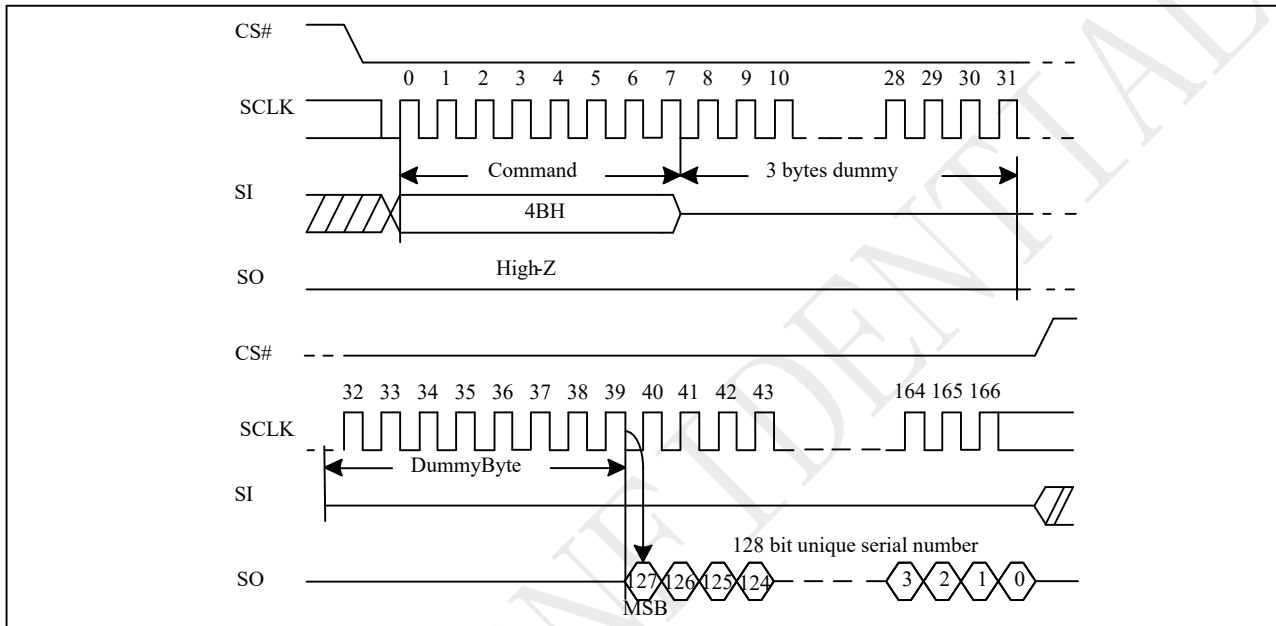 CS#
0 1 2 3 4 5 6 7 8 9 10 28 29 30 31
SCLK
Command 3 bytes dummy
SI
4BH
High-Z
SO
CS#
32 33 34 35 36 37 38 39 40 41 42 43 164 165 166
SCLK
DummyByte
SI
128 bit unique serial number
SO 127 126 125 124 3 2 1 0
MSB
NFIDENTIAL